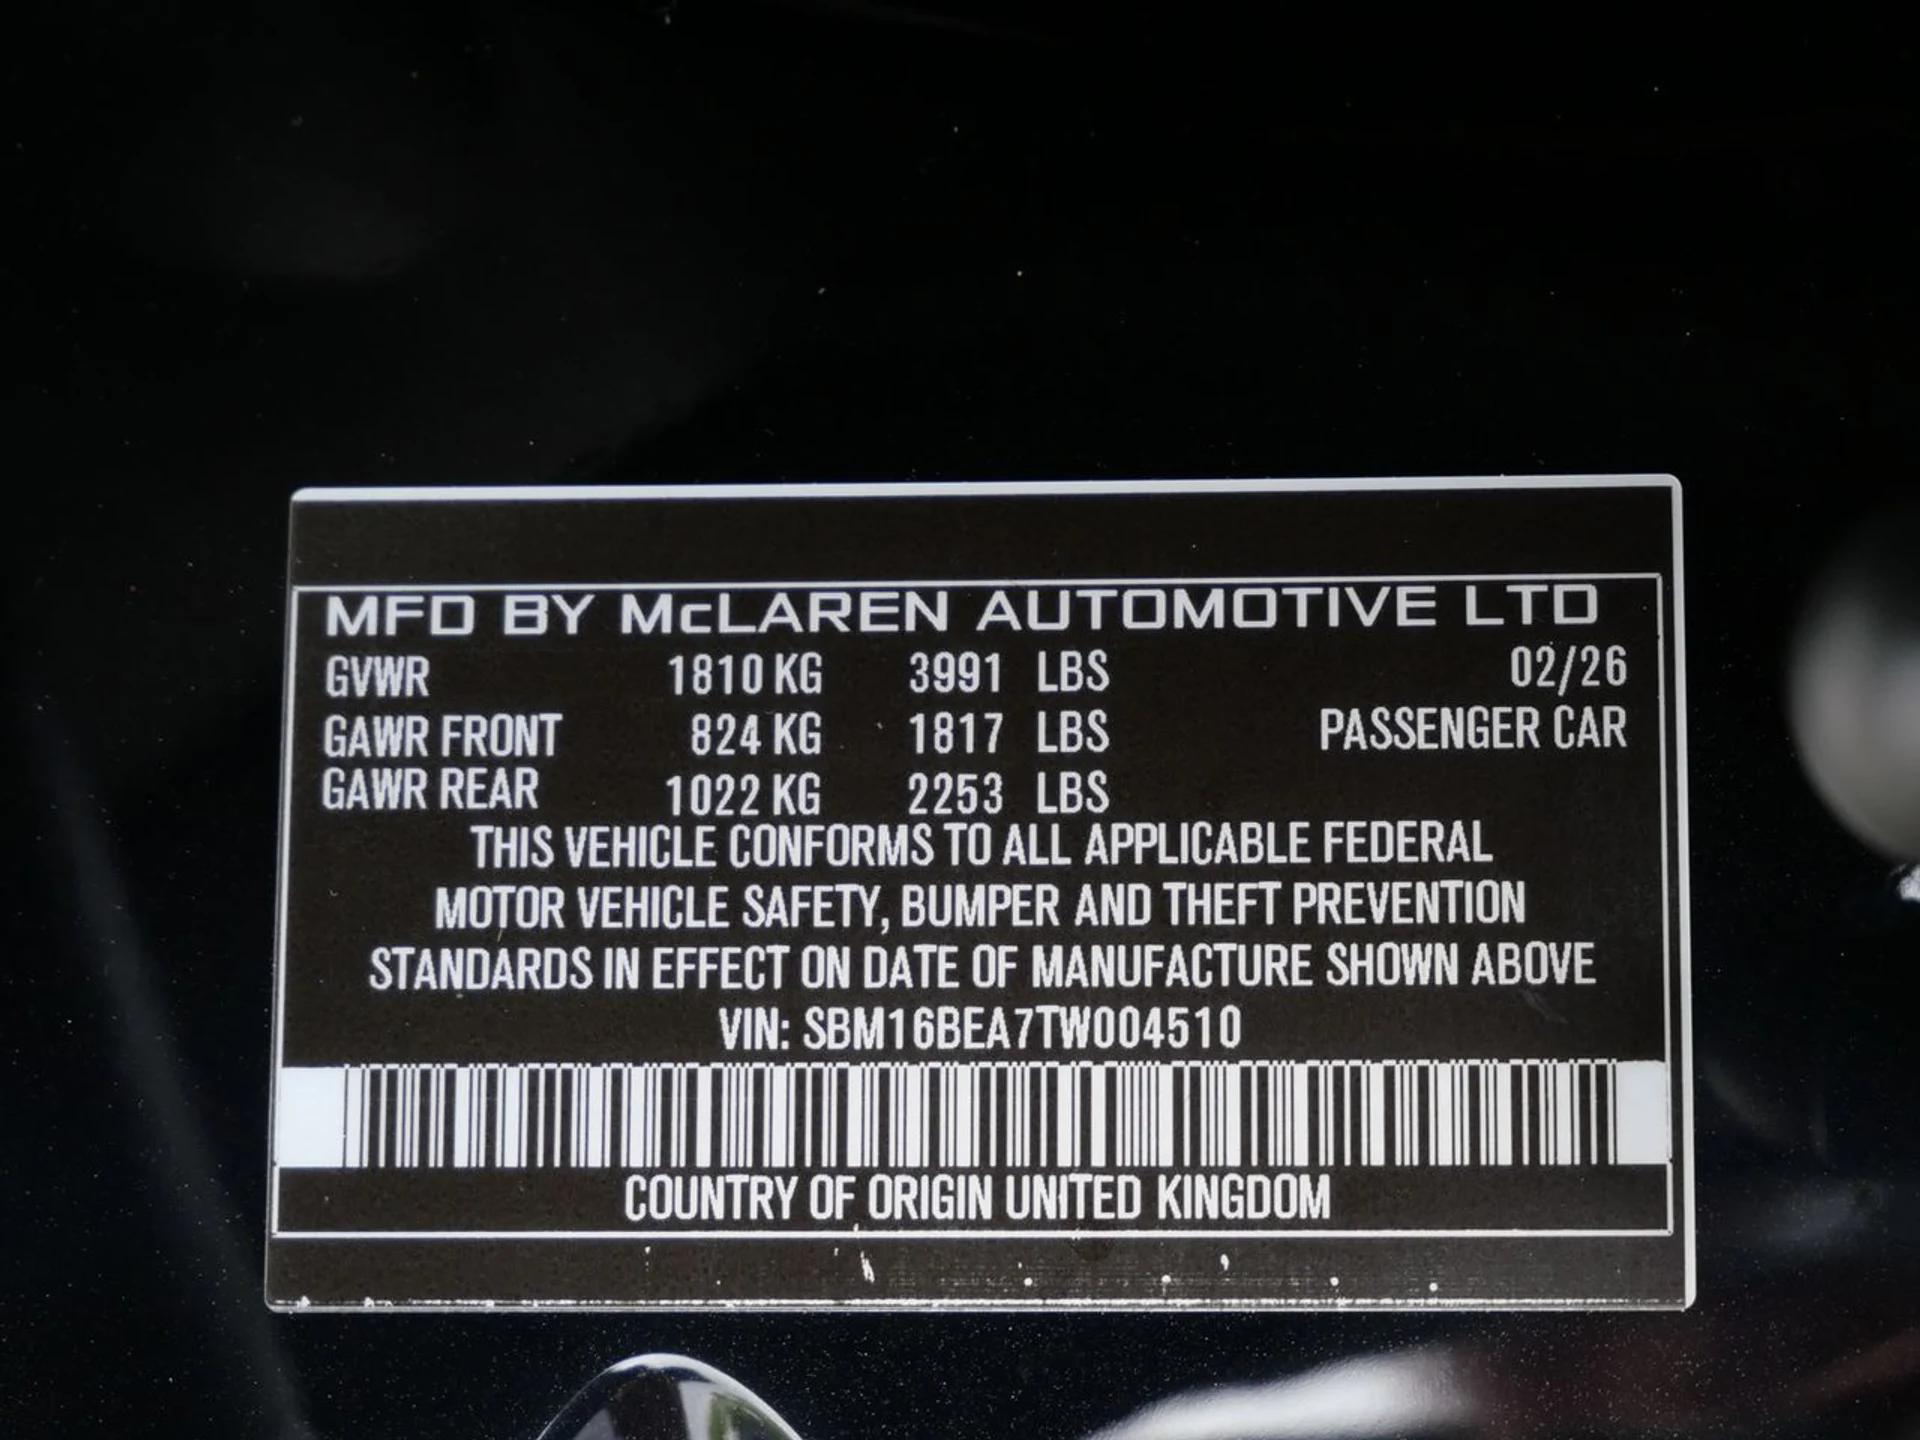 MFD BY McLAREN AUTOMOTIVE LTD
GVWR 1810 KG 3991 LBS 02/26
GAWR FRONT 824 KG 1817 LBS PASSENGER CAR
GAWR REAR 1022 KG 2253 LBS
THIS VEHICLE CONFORMS TO ALL APPLICABLE FEDERAL
MOTOR VEHICLE SAFETY, BUMPER AND THEFT PREVENTION
STANDARDS IN EFFECT ON DATE OF MANUFACTURE SHOWN ABOVE
VIN: SBM16BEA7TW004510
COUNTRY OF ORIGIN UNITED KINGDOM